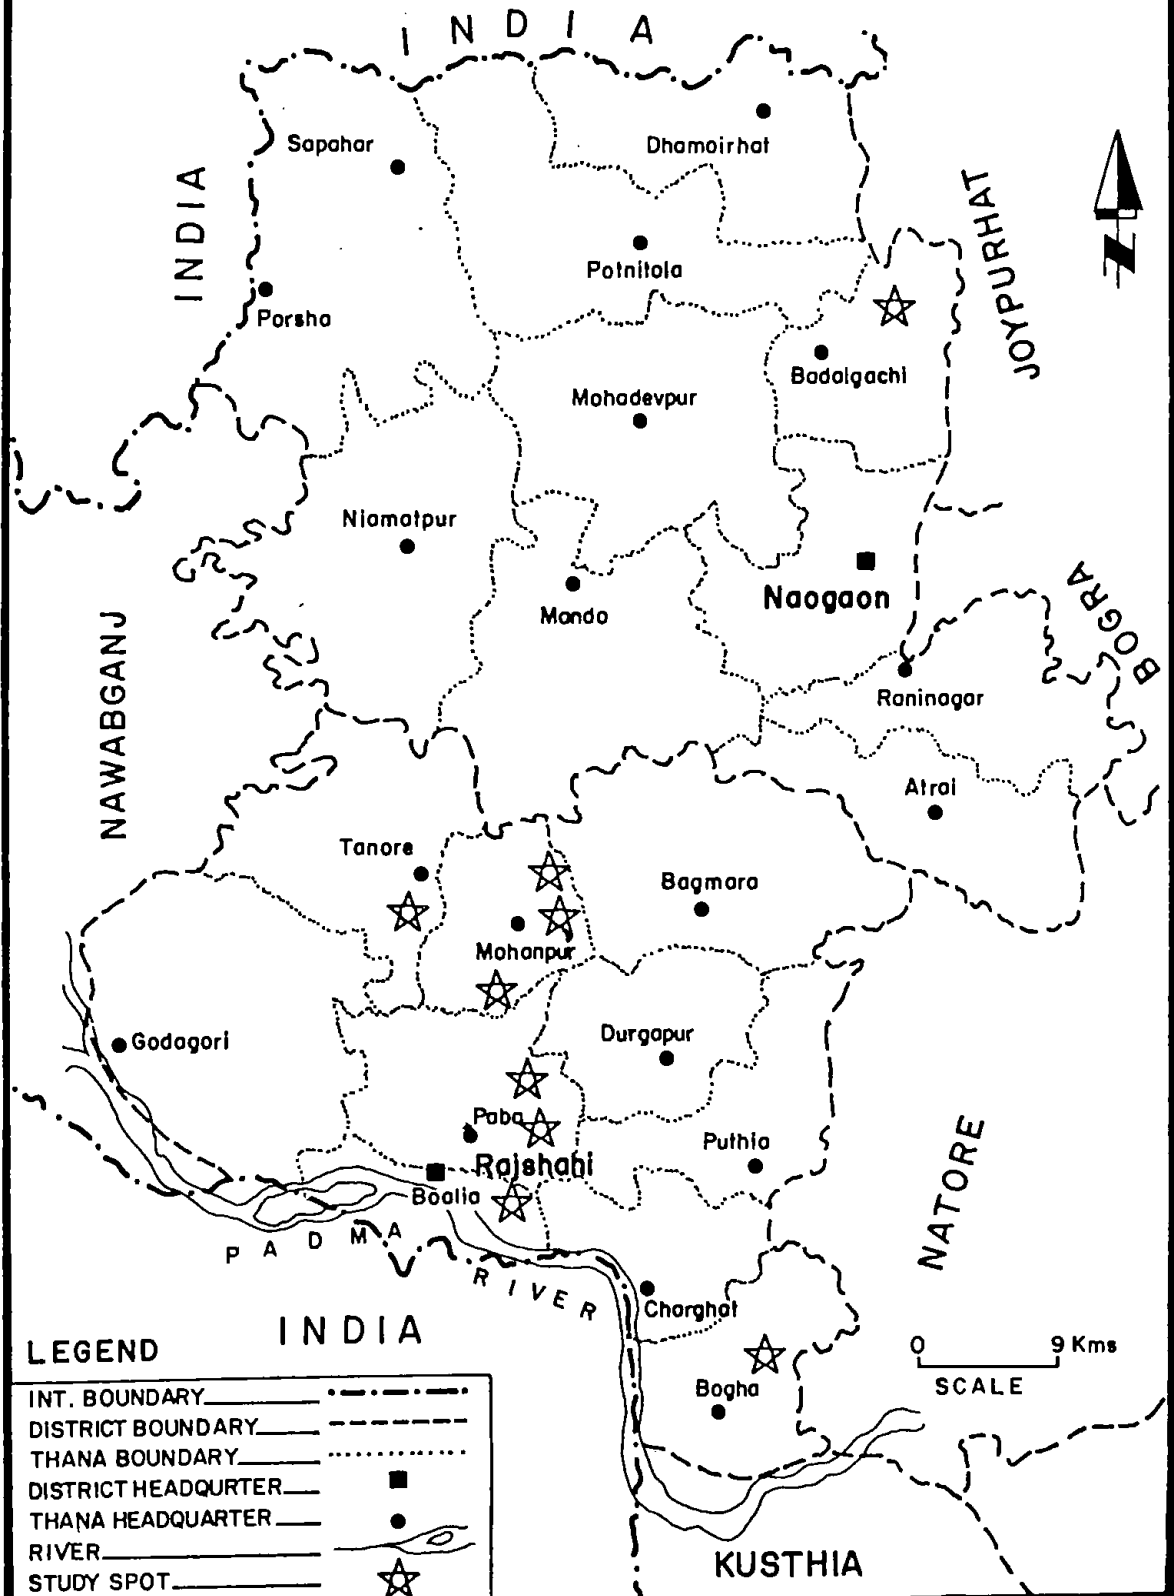 INDIA
Sapahar
Dhamoirhat
INDIA
JOYPURHAT
Potnitola
Porsha
Badalgachi
Mohadevpur
Niamatpur
Naogaon
Manda
BOGRA
NAWABGANJ
Raninagar
Atrai
Tanore
Bagmara
Mohanpur
Godagari
Durgapur
Paba
Puthia
Rajshahi
Boalia
NATORE
PADMA
RIVER
Charghat
INDIA
0 9 Kms
SCALE
Bogha
LEGEND
INT. BOUNDARY
DISTRICT BOUNDARY
THANA BOUNDARY
DISTRICT HEADQURTER
THANA HEADQUARTER
RIVER
STUDY SPOT
KUSTHIA
N